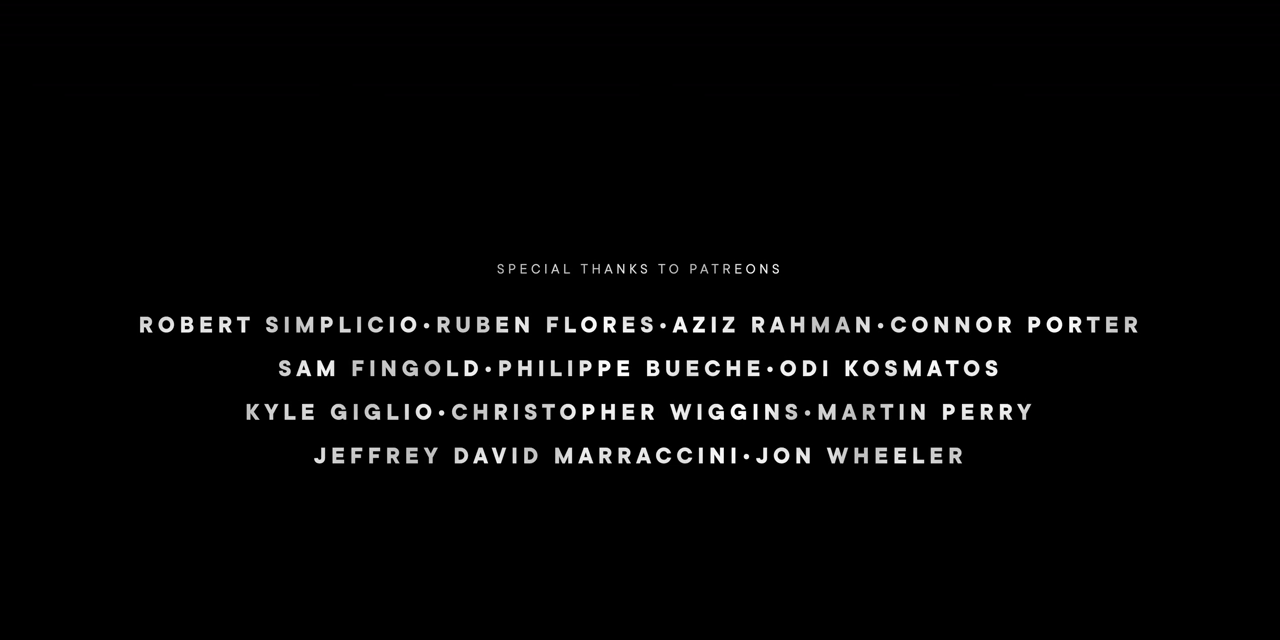 SPECIAL THANKS TO PATREONS
ROBERT SIMPLICIO•RUBEN FLORES•AZIZ RAHMAN•CONNOR PORTER
SAM FINGOLD•PHILIPPE BUECHE•ODI KOSMATOS
KYLE GIGLIO•CHRISTOPHER WIGGINS•MARTIN PERRY
JEFFREY DAVID MARRACCINI•JON WHEELER